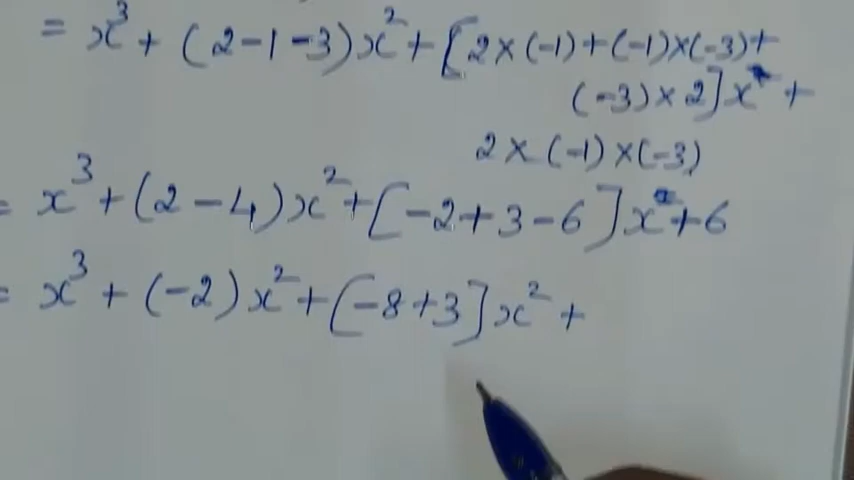 = x³ + (2-1-3)x² + [2×(-1)+(-1)×(-3)+
(-3)×2]x +
2×(-1)×(-3)
= x³ + (2-4)x² + [-2+3-6]x + 6
= x³ + (-2)x² + [-8+3]x² +